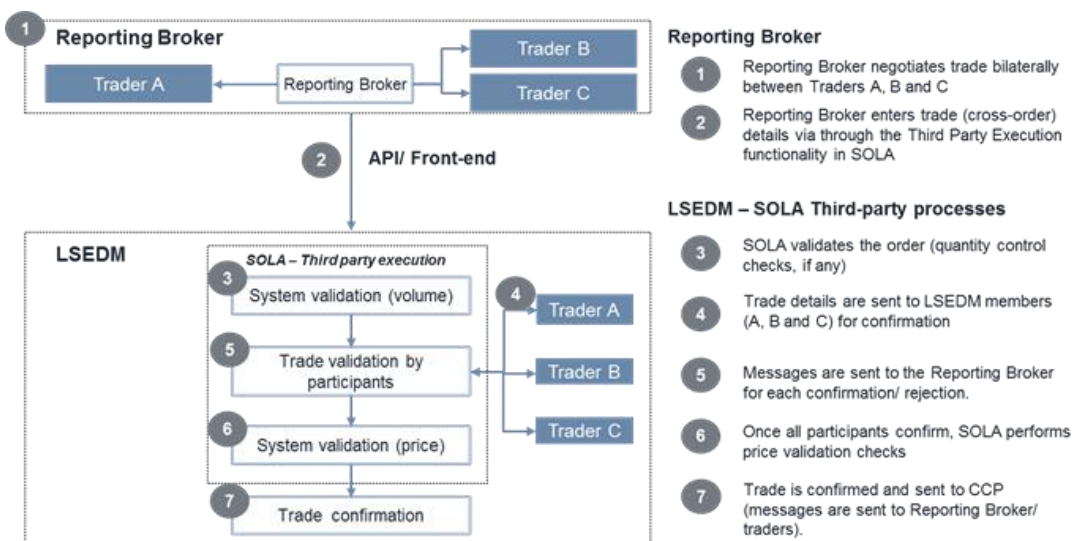 1
Reporting Broker
Trader A
Reporting Broker
Trader B
Trader C
2
API/ Front-end
LSEDM
SOLA – Third party execution
3
System validation (volume)
4
Trader A
5
Trade validation by
participants
Trader B
6
System validation (price)
Trader C
7
Trade confirmation
Reporting Broker
1
Reporting Broker negotiates trade bilaterally
between Traders A, B and C
2
Reporting Broker enters trade (cross-order)
details via through the Third Party Execution
functionality in SOLA
LSEDM – SOLA Third-party processes
3
SOLA validates the order (quantity control
checks, if any)
4
Trade details are sent to LSEDM members
(A, B and C) for confirmation
5
Messages are sent to the Reporting Broker
for each confirmation/ rejection.
6
Once all participants confirm, SOLA performs
price validation checks
7
Trade is confirmed and sent to CCP
(messages are sent to Reporting Broker/
traders).